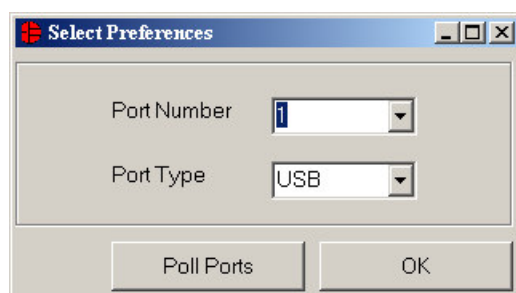 Select Preferences
Port Number 1
Port Type USB
Poll Ports OK